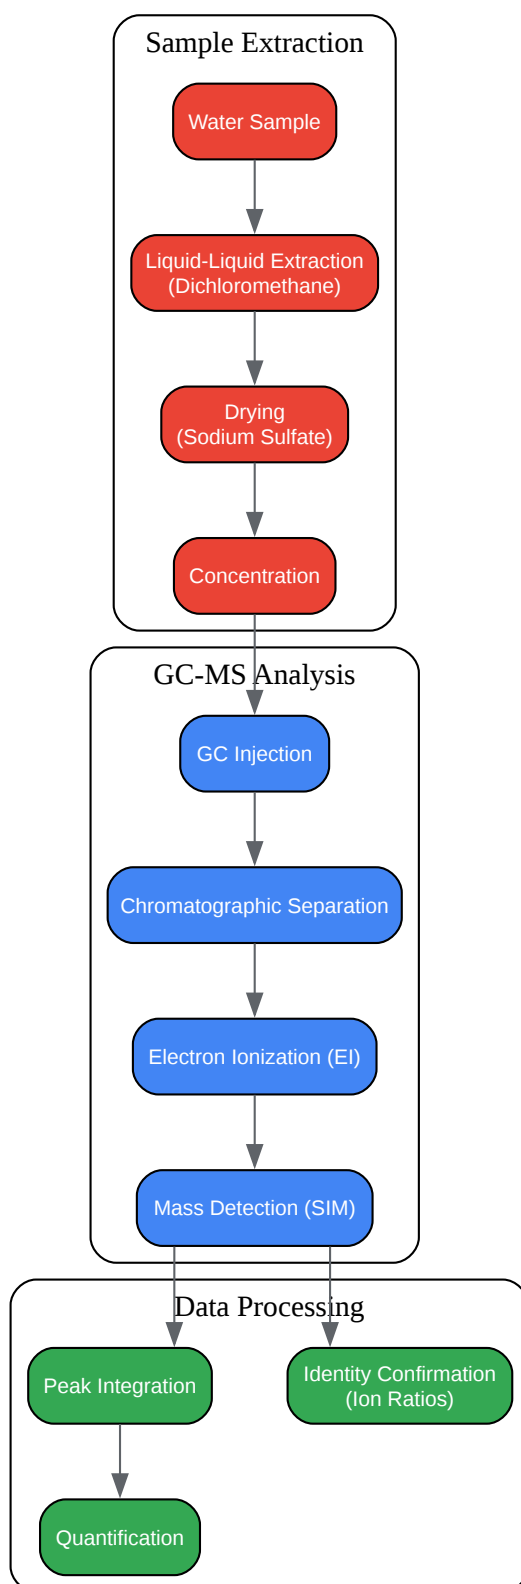 Sample Extraction
Water Sample
Liquid-Liquid Extraction
(Dichloromethane)
Drying
(Sodium Sulfate)
Concentration
GC-MS Analysis
GC Injection
Chromatographic Separation
Electron Ionization (EI)
Mass Detection (SIM)
Data Processing
Peak Integration
Identity Confirmation
(Ion Ratios)
Quantification